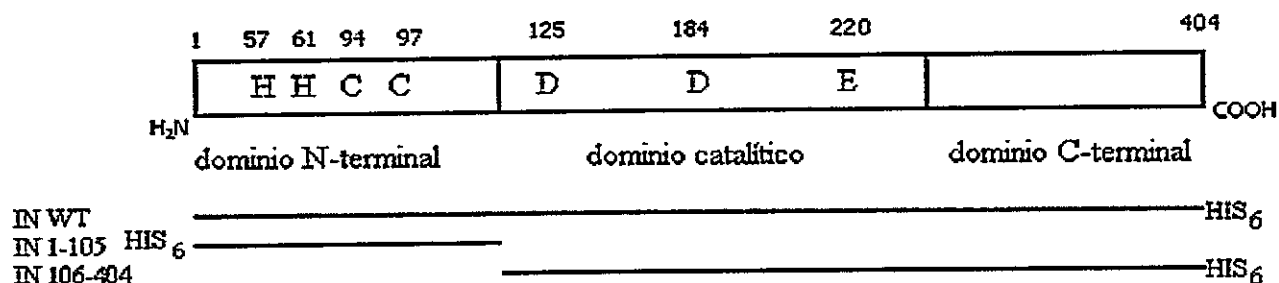 1 57 61 94 97 125 184 220 404
H H C C D D E
H₂N COOH
dominio N-terminal dominio catalítico dominio C-terminal
IN WT HIS₆
IN 1-105 HIS₆
IN 106-404 HIS₆